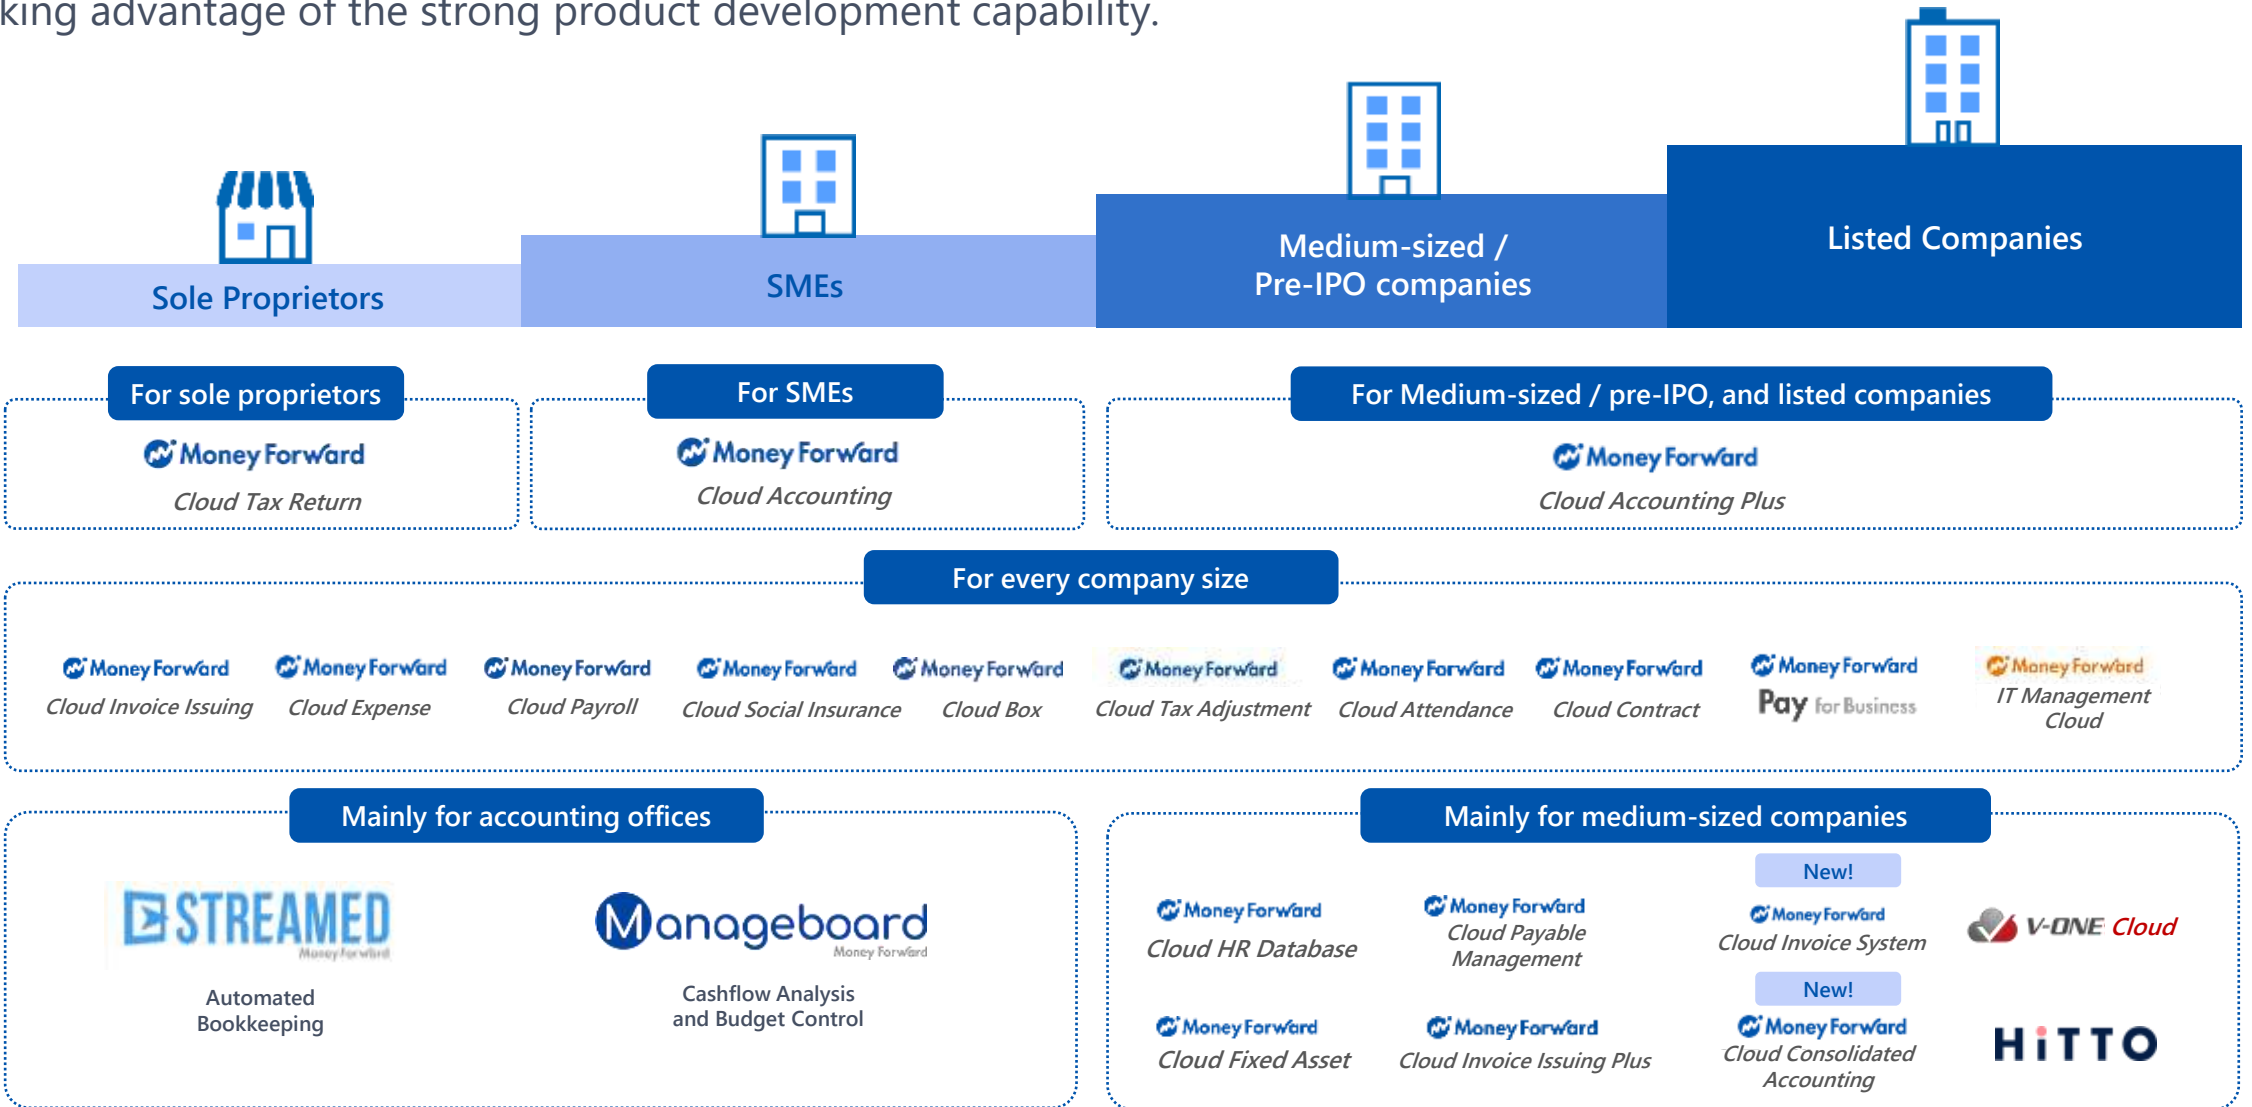 king advantage of the strong product development capability.
Sole Proprietors
SMEs
Medium-sized /
Pre-IPO companies
Listed Companies
For sole proprietors
Money Forward
Cloud Tax Return
For SMEs
Money Forward
Cloud Accounting
For Medium-sized / pre-IPO, and listed companies
Money Forward
Cloud Accounting Plus
For every company size
Money Forward
Cloud Invoice Issuing
Money Forward
Cloud Expense
Money Forward
Cloud Payroll
Money Forward
Cloud Social Insurance
Money Forward
Cloud Box
Money Forward
Cloud Tax Adjustment
Money Forward
Cloud Attendance
Money Forward
Cloud Contract
Money Forward
Pay for Business
Money Forward
IT Management
Cloud
Mainly for accounting offices
STREAMED
Money Forward
Automated
Bookkeeping
Manageboard
Money Forward
Cashflow Analysis
and Budget Control
Mainly for medium-sized companies
Money Forward
Cloud HR Database
Money Forward
Cloud Payable
Management
New!
Money Forward
Cloud Invoice System
V-ONE Cloud
Money Forward
Cloud Fixed Asset
Money Forward
Cloud Invoice Issuing Plus
New!
Money Forward
Cloud Consolidated
Accounting
HiTTO